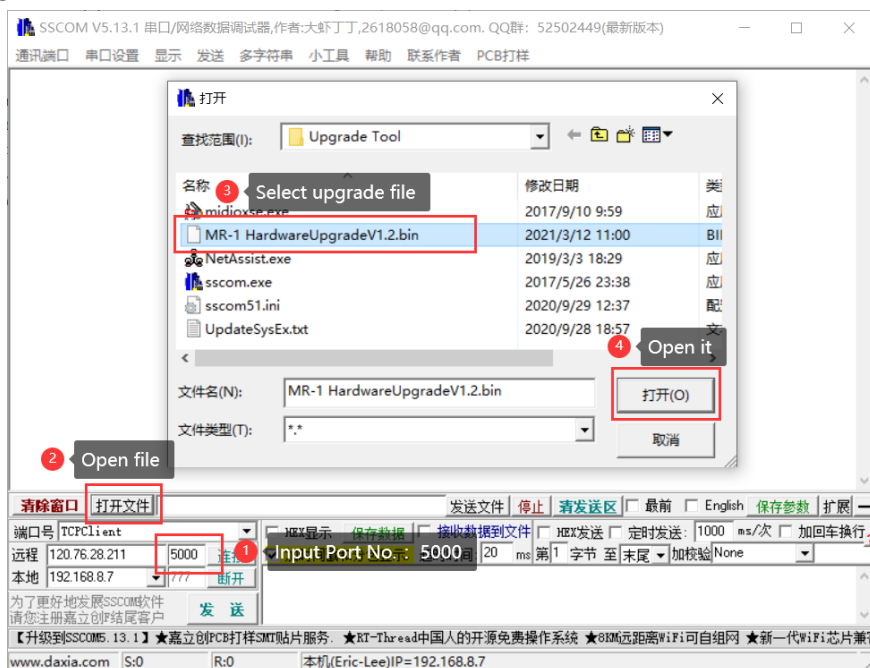 SSCOM V5.13.1 串口/网络数据调试器,作者:大虾丁丁,2618058@qq.com. QQ群: 52502449(最新版本)
通讯端口 串口设置 显示 发送 多字符串 小工具 帮助 联系作者 PCB打样
打开
查找范围(I): Upgrade Tool
名称 修改日期
3 Select upgrade file
midioxse.exe 2017/9/10 9:59
MR-1 HardwareUpgradeV1.2.bin 2021/3/12 11:00 BI
NetAssist.exe 2019/3/3 18:29
sscom.exe 2017/5/26 23:38
sscom51.ini 2020/9/29 12:37
UpdateSysEx.txt 2020/9/28 18:57
4 Open it
文件名(N): MR-1 HardwareUpgradeV1.2.bin 打开(O)
文件类型(T): *.* 取消
2 Open file
清除窗口 打开文件 发送文件 停止 清发送区 最前 English 保存参数 扩展
端口号 TCPClient HEX显示 保存数据 接收数据到文件 HEX发送 定时发送: 1000 ms/次 加回车换行
远程 120.76.28.211 5000 1 Input Port No.: 5000 20 ms 第1 字节 至 末尾 加校验 None
本地 192.168.8.7 777 断开
为了更好地发展SSCOM软件
请您注册嘉立创F结尾客户 发 送
【升级到SSCOM5.13.1】★嘉立创PCB打样SMT贴片服务. ★RT-Thread中国人的开源免费操作系统 ★8KM远距离WiFi可自组网 ★新一代WiFi芯片兼
www.daxia.com S:0 R:0 本机(Eric-Lee)IP=192.168.8.7